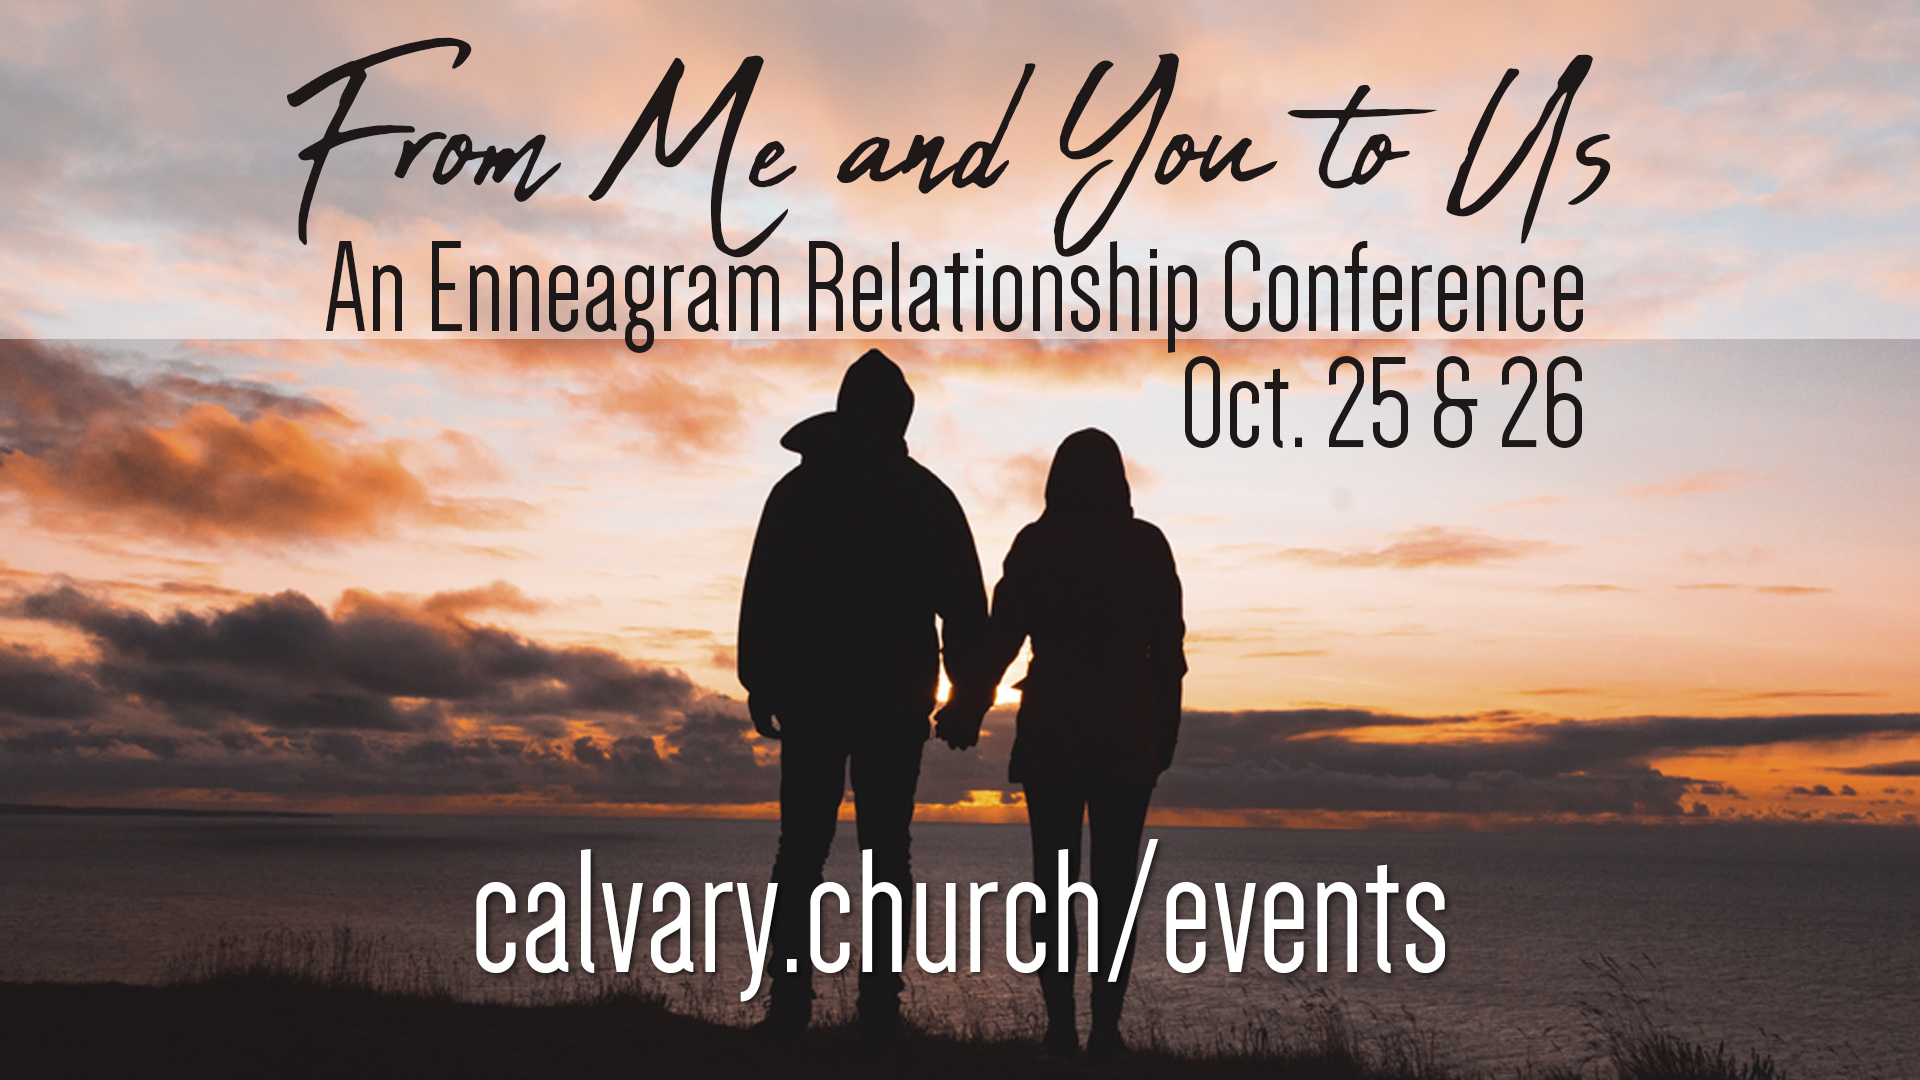 From Me and You to Us
An Enneagram Relationship Conference
Oct. 25 & 26
calvary.church/events